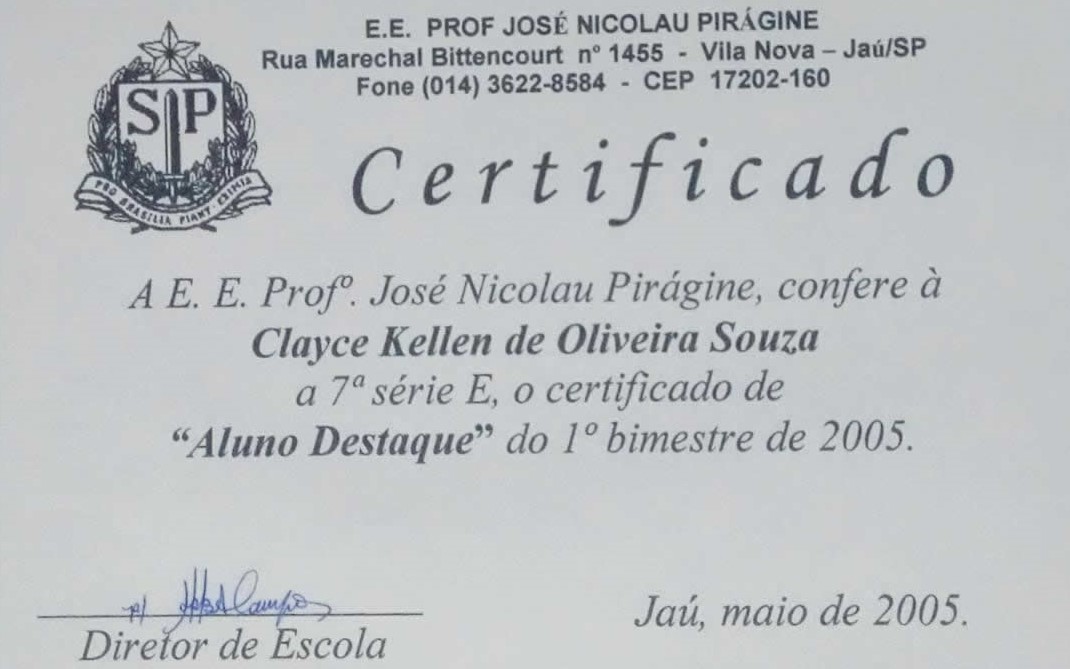 E.E. PROF JOSÉ NICOLAU PIRÁGINE
Rua Marechal Bittencourt nº 1455 - Vila Nova – Jaú/SP
Fone (014) 3622-8584 - CEP 17202-160
SP
PRO BRASILIA FIANT EXIMIA
Certificado
A E. E. Profº. José Nicolau Pirágine, confere à
Clayce Kellen de Oliveira Souza
a 7ª série E, o certificado de
“Aluno Destaque” do 1º bimestre de 2005.
Jaú, maio de 2005.
Diretor de Escola